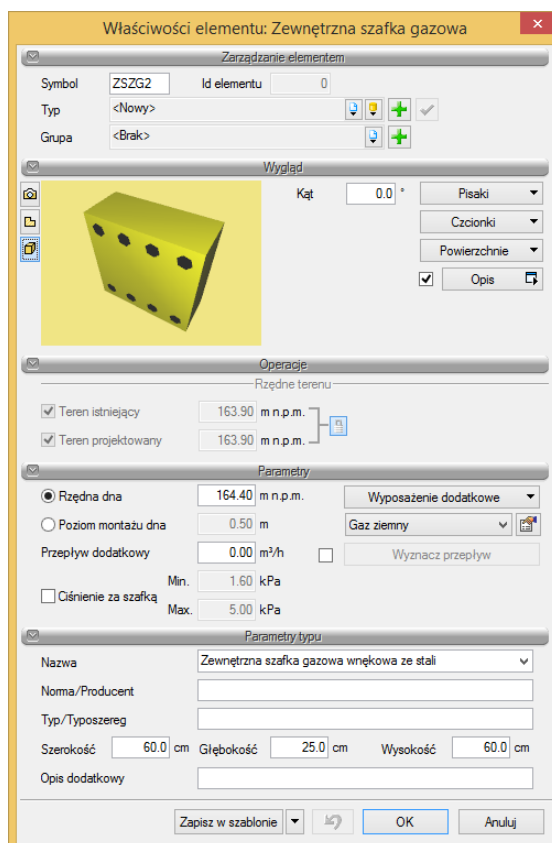 Właściwości elementu: Zewnętrzna szafka gazowa
Zarządzanie elementem
Symbol ZSZG2 Id elementu 0
Typ <Nowy>
Grupa <Brak>
Wygląd
Kąt 0.0 ° Pisaki
Czcionki
Powierzchnie
Opis
Operacje
Rzędne terenu
Teren istniejący 163.90 m n.p.m.
Teren projektowany 163.90 m n.p.m.
Parametry
Rzędna dna 164.40 m n.p.m. Wyposażenie dodatkowe
Poziom montażu dna 0.50 m Gaz ziemny
Przepływ dodatkowy 0.00 m³/h Wyznacz przepływ
Min. 1.60 kPa
Ciśnienie za szafką
Max. 5.00 kPa
Parametry typu
Nazwa Zewnętrzna szafka gazowa wnękowa ze stali
Norma/Producent
Typ/Typoszereg
Szerokość 60.0 cm Głębokość 25.0 cm Wysokość 60.0 cm
Opis dodatkowy
Zapisz w szablonie OK Anuluj